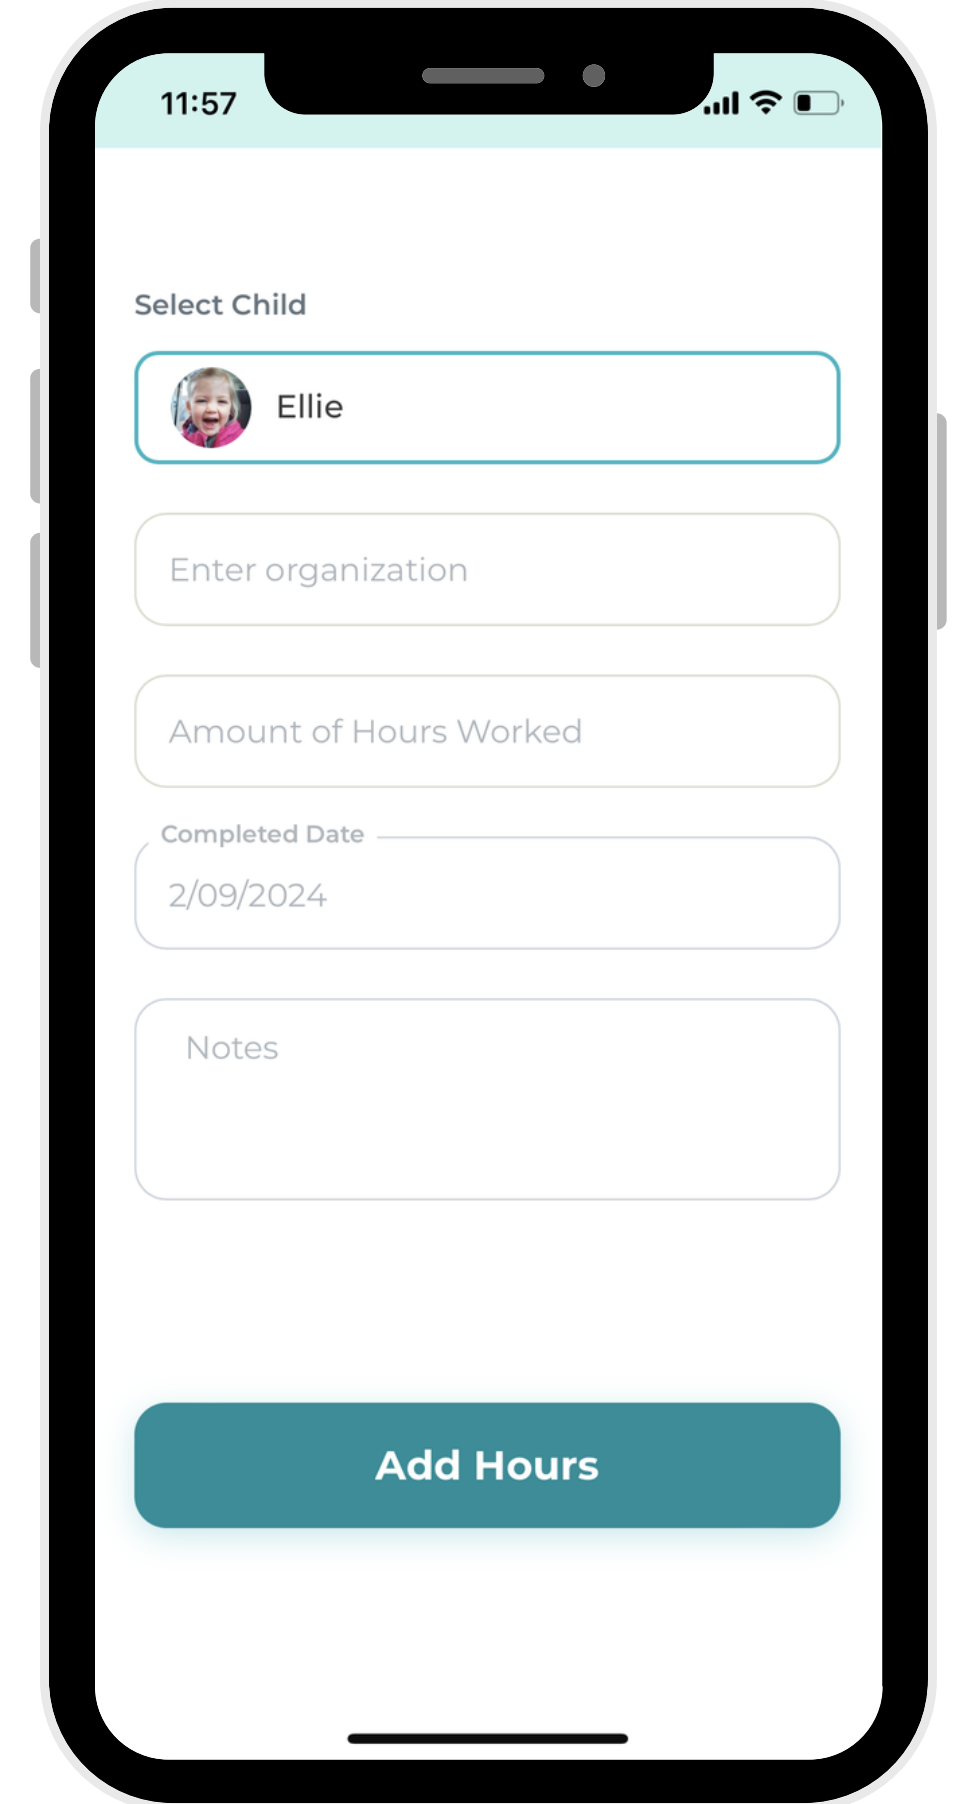 11:57
Select Child
Ellie
Enter organization
Amount of Hours Worked
Completed Date
2/09/2024
Notes
Add Hours